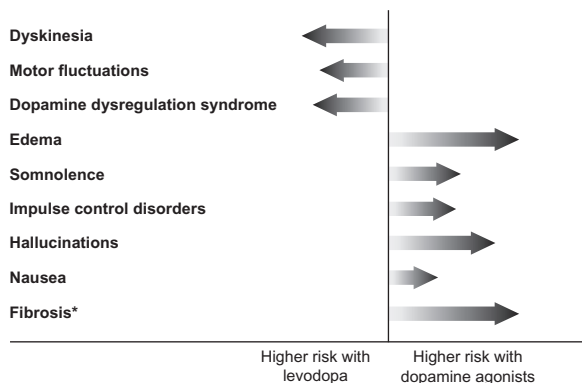 Dyskinesia
Motor fluctuations
Dopamine dysregulation syndrome
Edema
Somnolence
Impulse control disorders
Hallucinations
Nausea
Fibrosis*
Higher risk with
levodopa
Higher risk with
dopamine agonists